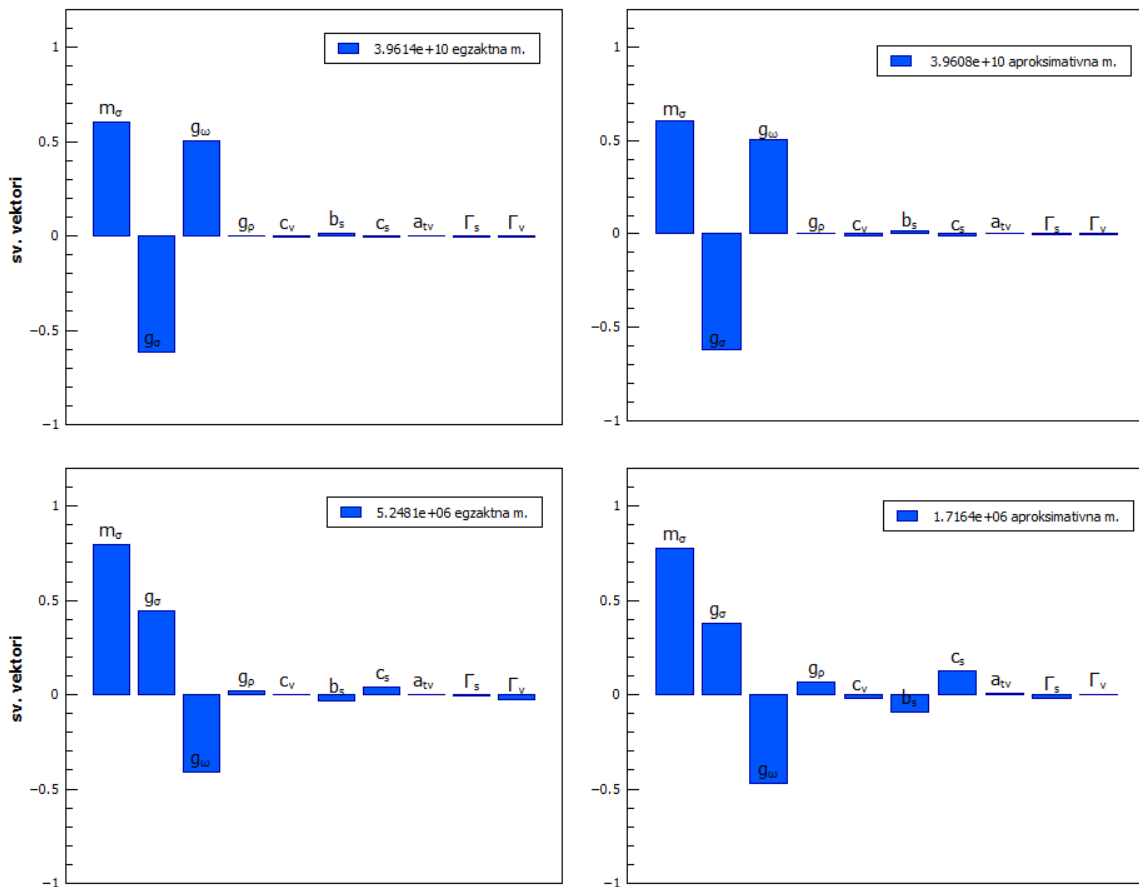 3.9614e+10 egzaktna m.
1
0.5
0
−0.5
−1
sv. vektori
mσ
gσ
gω
gρ
cv
bs
cs
atv
Γs
Γv
3.9608e+10 aproksimativna m.
1
0.5
0
−0.5
−1
mσ
gσ
gω
gρ
cv
bs
cs
atv
Γs
Γv
5.2481e+06 egzaktna m.
1
0.5
0
−0.5
−1
sv. vektori
mσ
gσ
gω
gρ
cv
bs
cs
atv
Γs
Γv
1.7164e+06 aproksimativna m.
1
0.5
0
−0.5
−1
mσ
gσ
gω
gρ
cv
bs
cs
atv
Γs
Γv